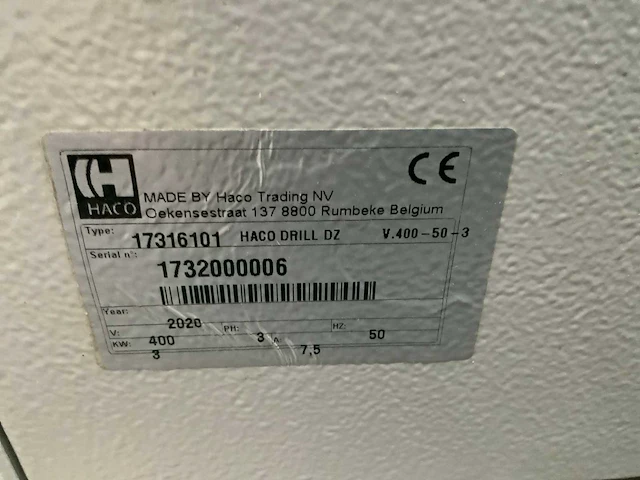 HACO
CE
MADE BY Haco Trading NV
Oekensestraat 137 8800 Rumbeke Belgium
Type: 17316101 HACO DRILL DZ V.400-50-3
Serial n°: 1732000006
Year: 2020
V: 400 PH: 3 HZ: 50
KW: 3 A 7,5